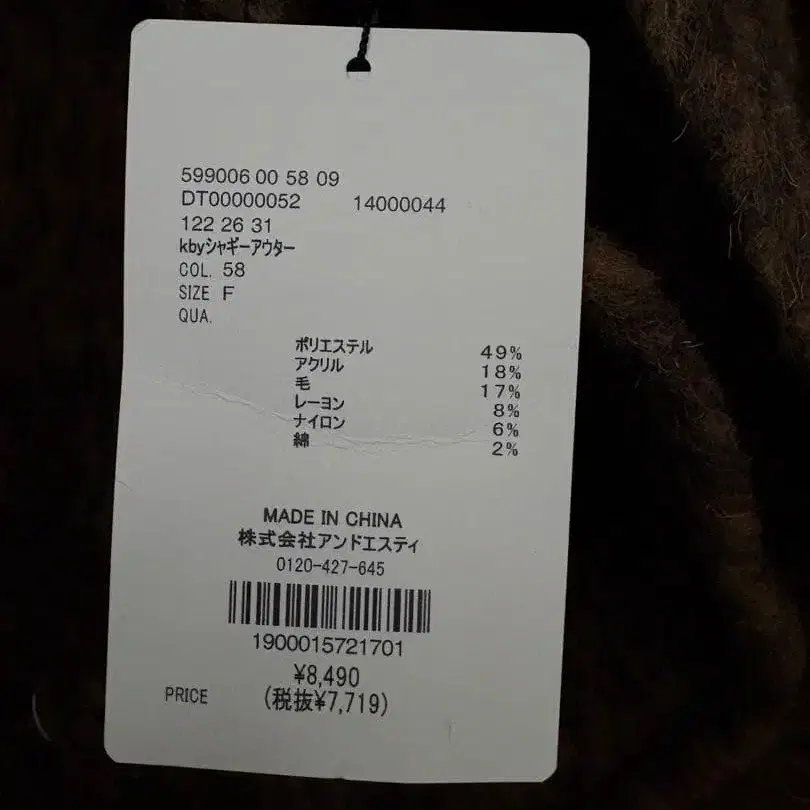 599006 00 58 09
DT00000052 14000044
122 26 31
kbyシャギーアウター
COL. 58
SIZE F
QUA.
ポリエステル 49%
アクリル 18%
毛 17%
レーヨン 8%
ナイロン 6%
綿 2%
MADE IN CHINA
株式会社アンドエスティ
0120-427-645
1900015721701
¥8,490
PRICE (税抜¥7,719)